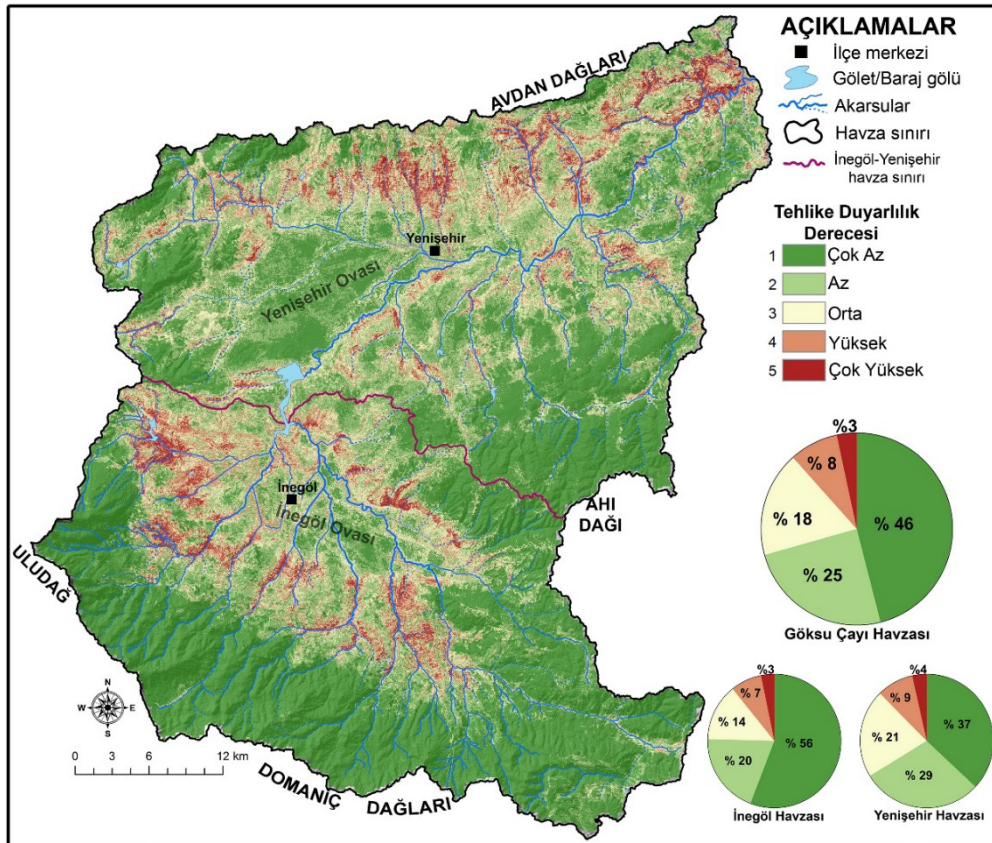 AÇIKLAMALAR
İlçe merkezi
Gölet/Baraj gölü
Akarsular
Havza sınırı
İnegöl-Yenişehir
havza sınırı
Tehlike Duyarlılık
Derecesi
1 Çok Az
2 Az
3 Orta
4 Yüksek
5 Çok Yüksek
AVDAN DAĞLARI
Yenişehir
Yenişehir Ovası
İnegöl
İnegöl Ovası
AHI
DAĞI
ULUDAĞ
DOMANİÇ DAĞLARI
N
W E
S
0 3 6 12 km
%3
% 8
% 18
% 46
% 25
Göksu Çayı Havzası
%3
% 7
% 14
% 56
% 20
İnegöl Havzası
%4
% 9
% 37
% 21
% 29
Yenişehir Havzası